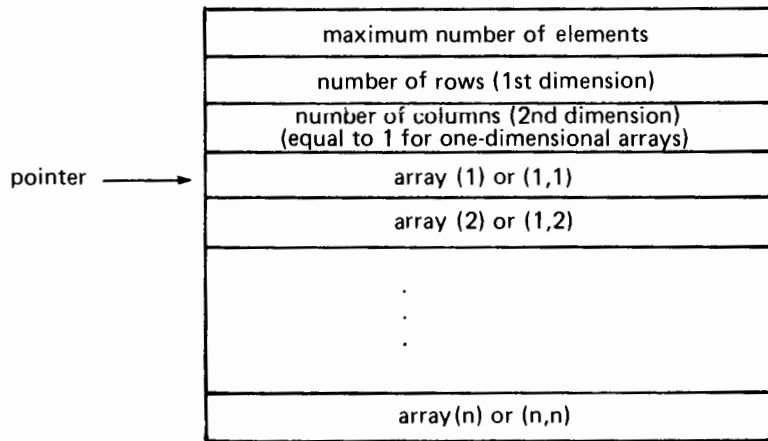 maximum number of elements
number of rows (1st dimension)
number of columns (2nd dimension)
(equal to 1 for one-dimensional arrays)
pointer
array (1) or (1,1)
array (2) or (1,2)
.
.
.
array(n) or (n,n)